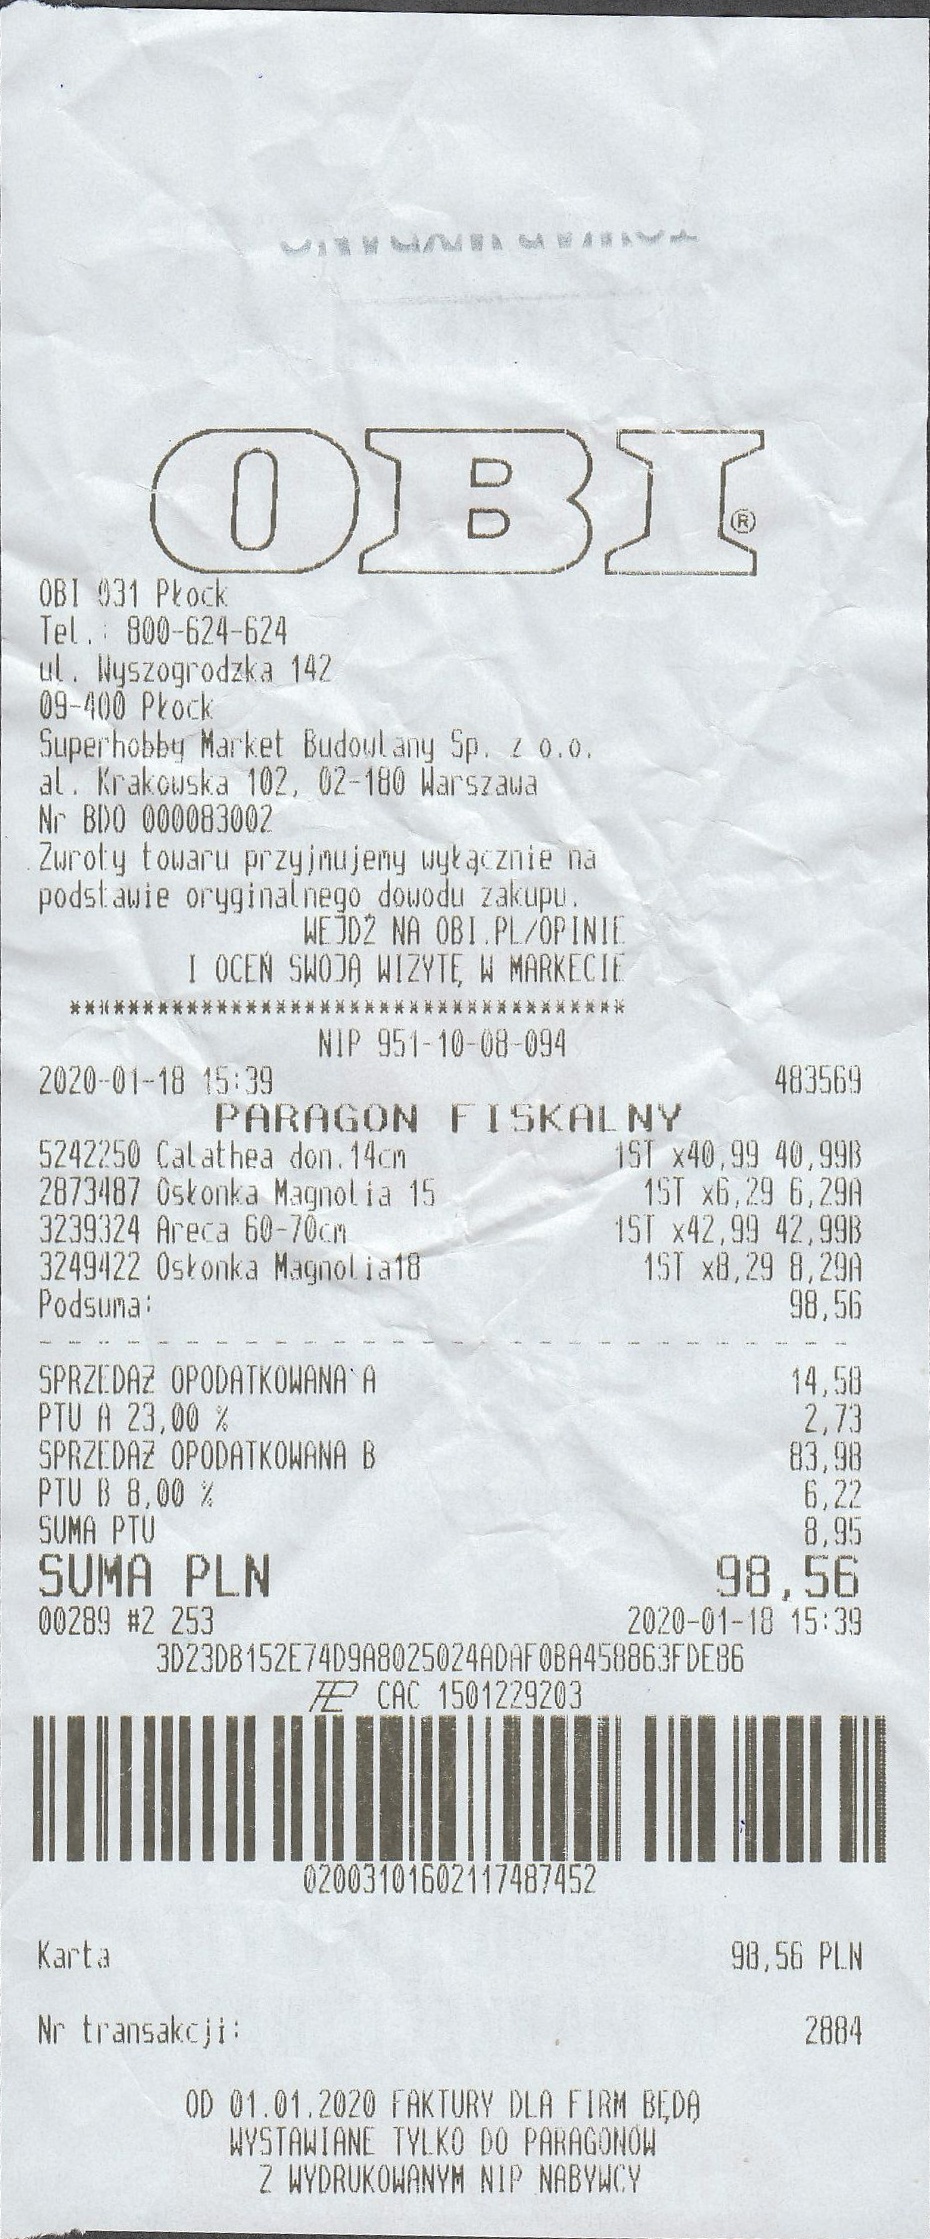 OBI®
OBI 031 Płock
Tel.: 800-624-624
ul. Wyszogrodzka 142
09-400 Płock
Superhobby Market Budowlany Sp. z o.o.
al. Krakowska 102, 02-180 Warszawa
Nr BDO 000083002
Zwroty towaru przyjmujemy wyłącznie na
podstawie oryginalnego dowodu zakupu.
WEJDŹ NA OBI.PL/OPINIE
I OCEŃ SWOJĄ WIZYTĘ W MARKECIE
**************************************
NIP 951-10-08-094
2020-01-18 15:39 483569
PARAGON FISKALNY
5242250 Calathea don.14cm 1ST x40,99 40,99B
2873487 Osłonka Magnolia 15 1ST x6,29 6,29A
3239324 Areca 60-70cm 1ST x42,99 42,99B
3249422 Osłonka Magnolia18 1ST x8,29 8,29A
Podsuma: 98,56
SPRZEDAŻ OPODATKOWANA A 14,58
PTU A 23,00 % 2,73
SPRZEDAŻ OPODATKOWANA B 83,98
PTU B 8,00 % 6,22
SUMA PTU 8,95
SUMA PLN 98,56
00289 #2 253 2020-01-18 15:39
3D23DB152E74D9A8025024ADAF0BA458863FDE86
CAC 1501229203
02003101602117487452
Karta 98,56 PLN
Nr transakcji: 2884
OD 01.01.2020 FAKTURY DLA FIRM BĘDĄ
WYSTAWIANE TYLKO DO PARAGONÓW
Z WYDRUKOWANYM NIP NABYWCY